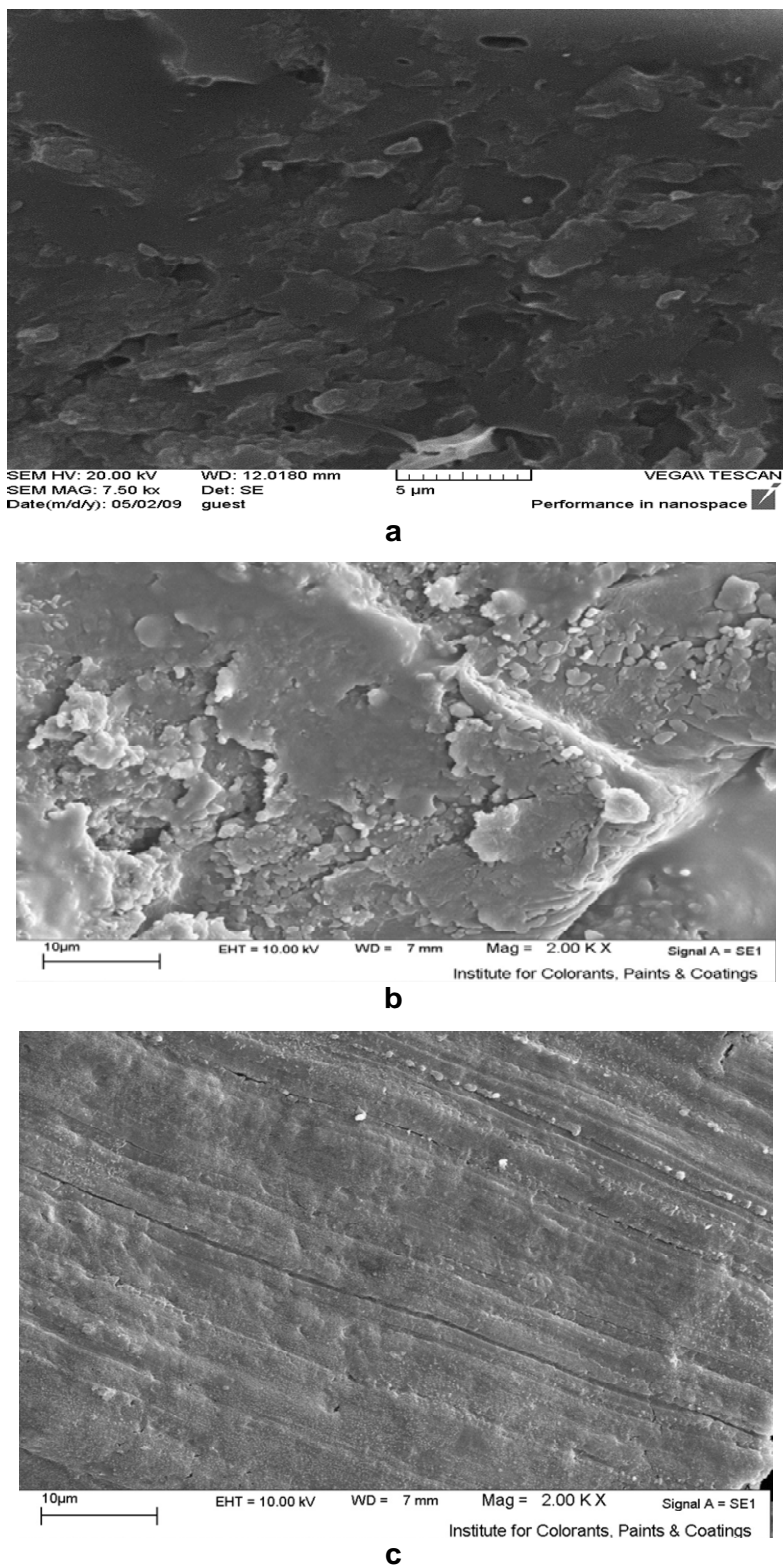 SEM HV: 20.00 kV WD: 12.0180 mm VEGA\\ TESCAN
SEM MAG: 7.50 kx Det: SE 5 µm
Date(m/d/y): 05/02/09 guest Performance in nanospace
a
10µm EHT = 10.00 kV WD = 7 mm Mag = 2.00 K X Signal A = SE1
Institute for Colorants, Paints & Coatings
b
10µm EHT = 10.00 kV WD = 7 mm Mag = 2.00 K X Signal A = SE1
Institute for Colorants, Paints & Coatings
c